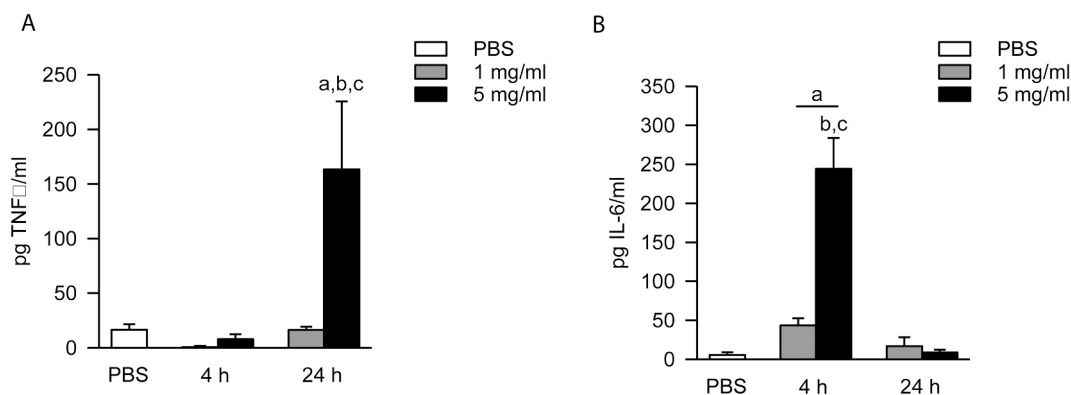 A
PBS
1 mg/ml
5 mg/ml
pg TNF□/ml
250
200
150
100
50
0
a,b,c
PBS
4 h
24 h
B
PBS
1 mg/ml
5 mg/ml
pg IL-6/ml
350
300
250
200
150
100
50
0
a
b,c
PBS
4 h
24 h